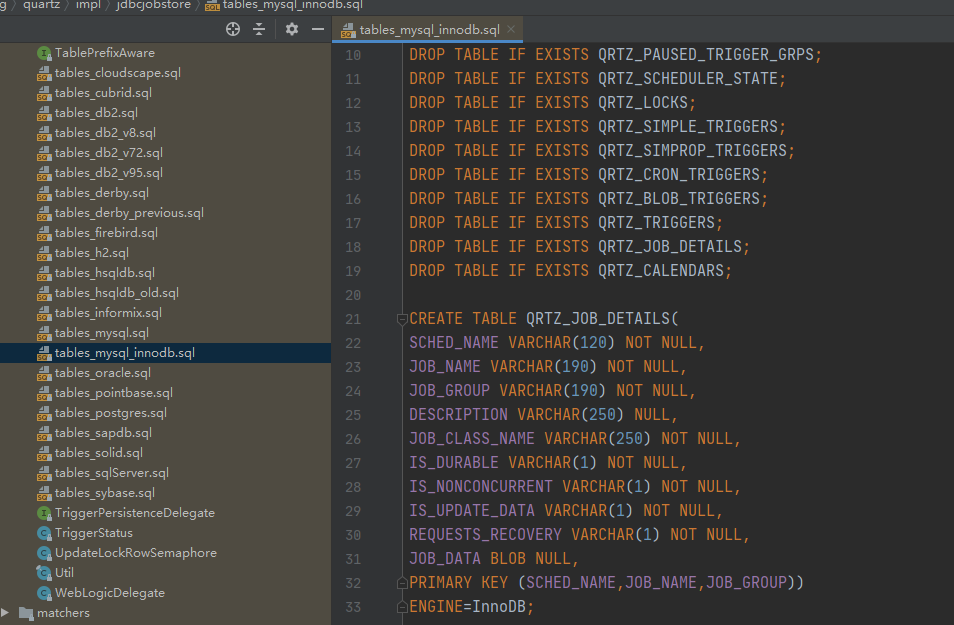 g › quartz › impl › jdbcjobstore › tables_mysql_innodb.sql
tables_mysql_innodb.sql
TablePrefixAware
tables_cloudscape.sql
tables_cubrid.sql
tables_db2.sql
tables_db2_v8.sql
tables_db2_v72.sql
tables_db2_v95.sql
tables_derby.sql
tables_derby_previous.sql
tables_firebird.sql
tables_h2.sql
tables_hsqldb.sql
tables_hsqldb_old.sql
tables_informix.sql
tables_mysql.sql
tables_mysql_innodb.sql
tables_oracle.sql
tables_pointbase.sql
tables_postgres.sql
tables_sapdb.sql
tables_solid.sql
tables_sqlServer.sql
tables_sybase.sql
TriggerPersistenceDelegate
TriggerStatus
UpdateLockRowSemaphore
Util
WebLogicDelegate
matchers
10 DROP TABLE IF EXISTS QRTZ_PAUSED_TRIGGER_GRPS;
11 DROP TABLE IF EXISTS QRTZ_SCHEDULER_STATE;
12 DROP TABLE IF EXISTS QRTZ_LOCKS;
13 DROP TABLE IF EXISTS QRTZ_SIMPLE_TRIGGERS;
14 DROP TABLE IF EXISTS QRTZ_SIMPROP_TRIGGERS;
15 DROP TABLE IF EXISTS QRTZ_CRON_TRIGGERS;
16 DROP TABLE IF EXISTS QRTZ_BLOB_TRIGGERS;
17 DROP TABLE IF EXISTS QRTZ_TRIGGERS;
18 DROP TABLE IF EXISTS QRTZ_JOB_DETAILS;
19 DROP TABLE IF EXISTS QRTZ_CALENDARS;
20
21 CREATE TABLE QRTZ_JOB_DETAILS(
22 SCHED_NAME VARCHAR(120) NOT NULL,
23 JOB_NAME VARCHAR(190) NOT NULL,
24 JOB_GROUP VARCHAR(190) NOT NULL,
25 DESCRIPTION VARCHAR(250) NULL,
26 JOB_CLASS_NAME VARCHAR(250) NOT NULL,
27 IS_DURABLE VARCHAR(1) NOT NULL,
28 IS_NONCONCURRENT VARCHAR(1) NOT NULL,
29 IS_UPDATE_DATA VARCHAR(1) NOT NULL,
30 REQUESTS_RECOVERY VARCHAR(1) NOT NULL,
31 JOB_DATA BLOB NULL,
32 PRIMARY KEY (SCHED_NAME,JOB_NAME,JOB_GROUP))
33 ENGINE=InnoDB;